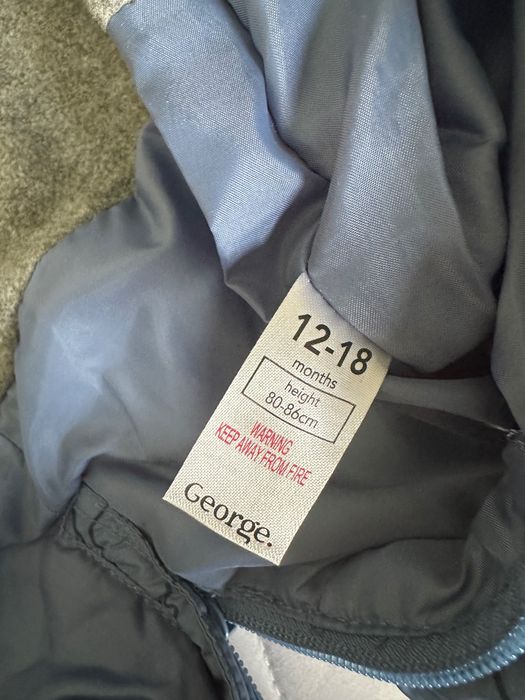 12-18
months
height
80-86cm
WARNING
KEEP AWAY FROM FIRE
George.